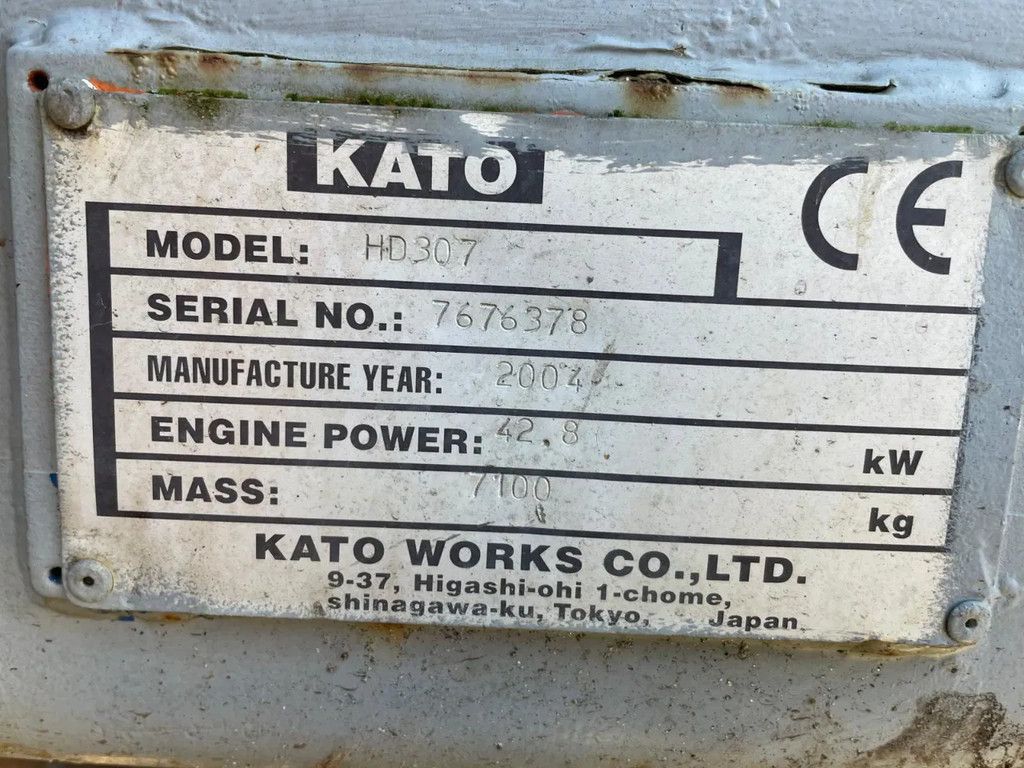 KATO
CE
MODEL: HD307
SERIAL NO.: 7676378
MANUFACTURE YEAR: 2004
ENGINE POWER: 42.8 kW
MASS: 7100 kg
KATO WORKS CO.,LTD.
9-37, Higashi-ohi 1-chome,
shinagawa-ku, Tokyo, Japan